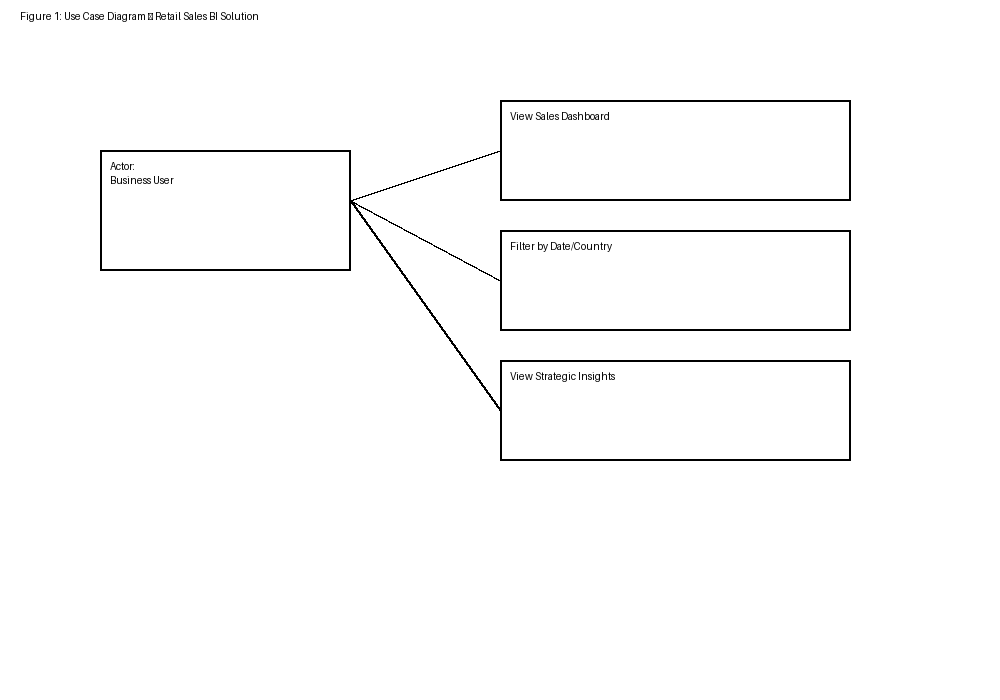 Figure 1: Use Case Diagram ▯ Retail Sales BI Solution
Actor:
Business User
View Sales Dashboard
Filter by Date/Country
View Strategic Insights